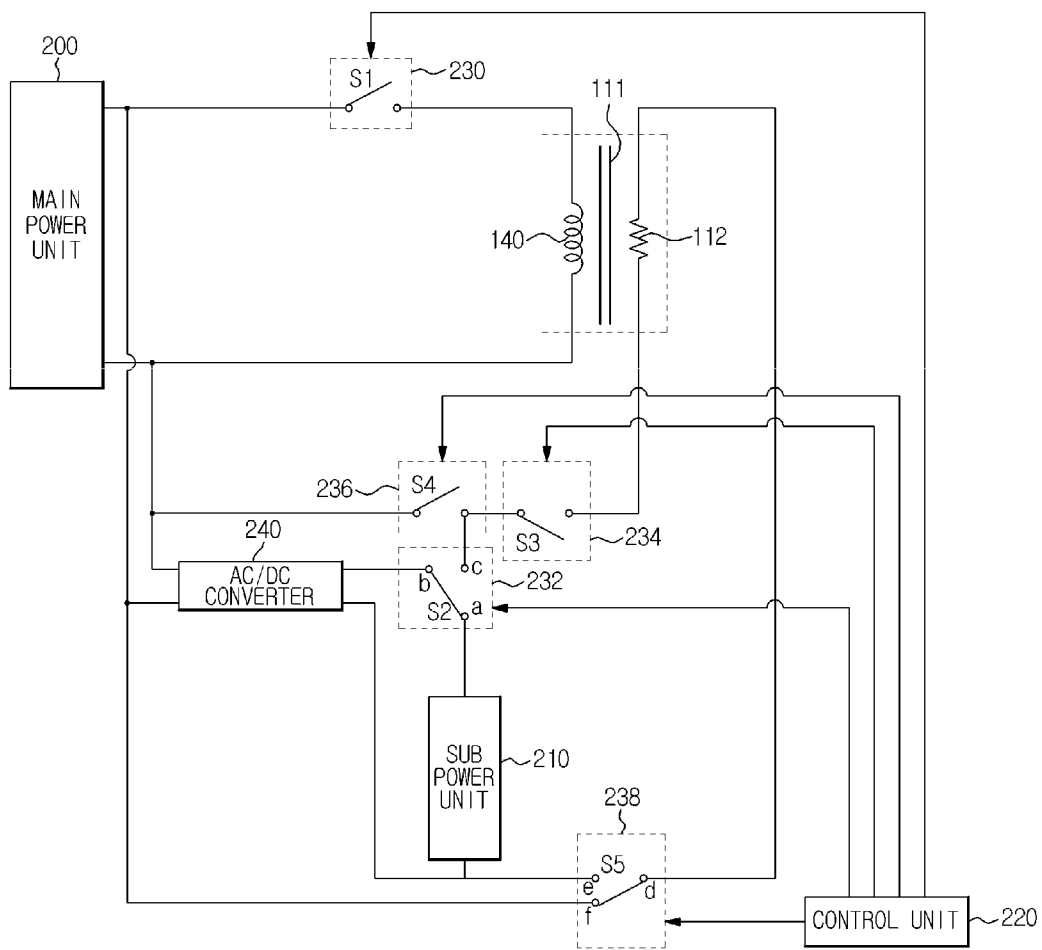 200
S1
230
111
MAIN
POWER
UNIT
140
112
236
S4
S3
234
240
AC/DC
CONVERTER
b
c
232
S2
a
SUB
POWER
UNIT
210
238
S5
e
d
f
CONTROL UNIT
220